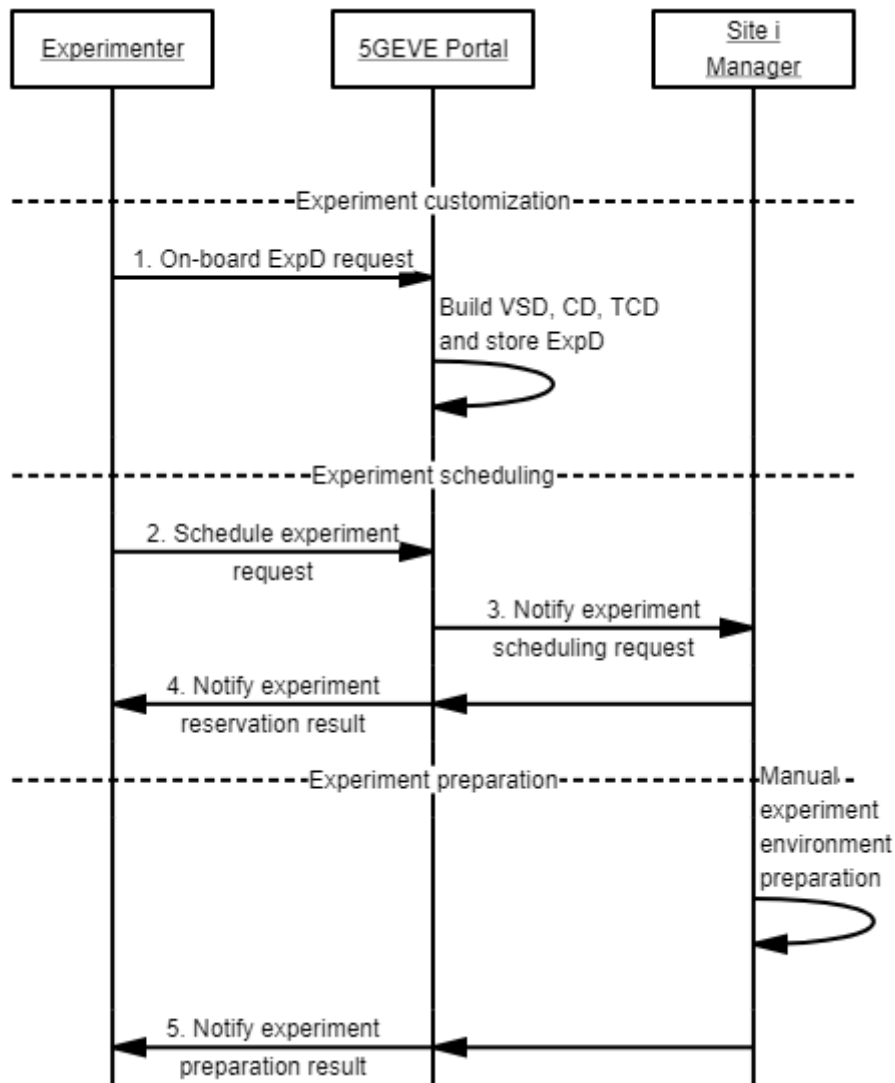 Experimenter
5GEVE Portal
Site i
Manager
Experiment customization
1. On-board ExpD request
Build VSD, CD, TCD
and store ExpD
Experiment scheduling
2. Schedule experiment
request
3. Notify experiment
scheduling request
4. Notify experiment
reservation result
Experiment preparation
Manual
experiment
environment
preparation
5. Notify experiment
preparation result